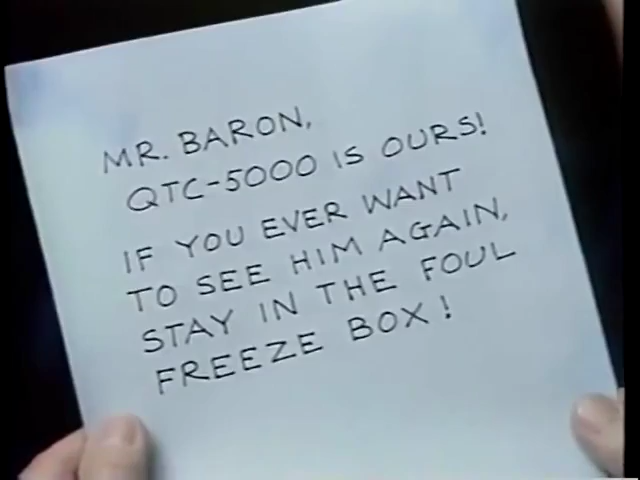 MR. BARON,
QTC-5000 IS OURS!
IF YOU EVER WANT
TO SEE HIM AGAIN,
STAY IN THE FOUL
FREEZE BOX!